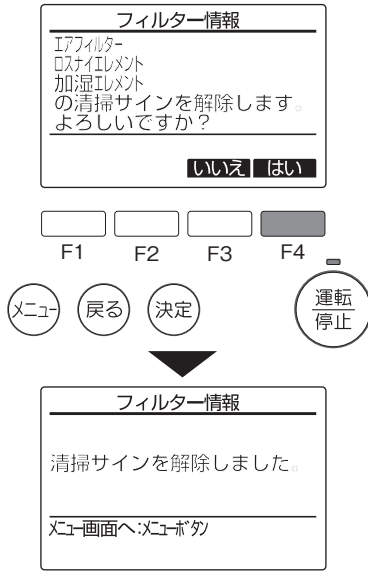 フィルター情報
エアフィルター
ロスナイエレメント
加湿エレメント
の清掃サインを解除します。
よろしいですか？
いいえ はい
F1 F2 F3 F4
メニュー 戻る 決定 運転
停止
フィルター情報
清掃サインを解除しました。
メニュー画面へ:メニューボタン